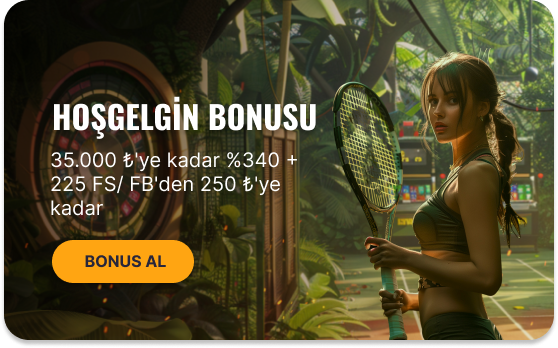 HOŞGELGİN BONUSU
35.000 ₺'ye kadar %340 +
225 FS/ FB'den 250 ₺'ye
kadar
BONUS AL